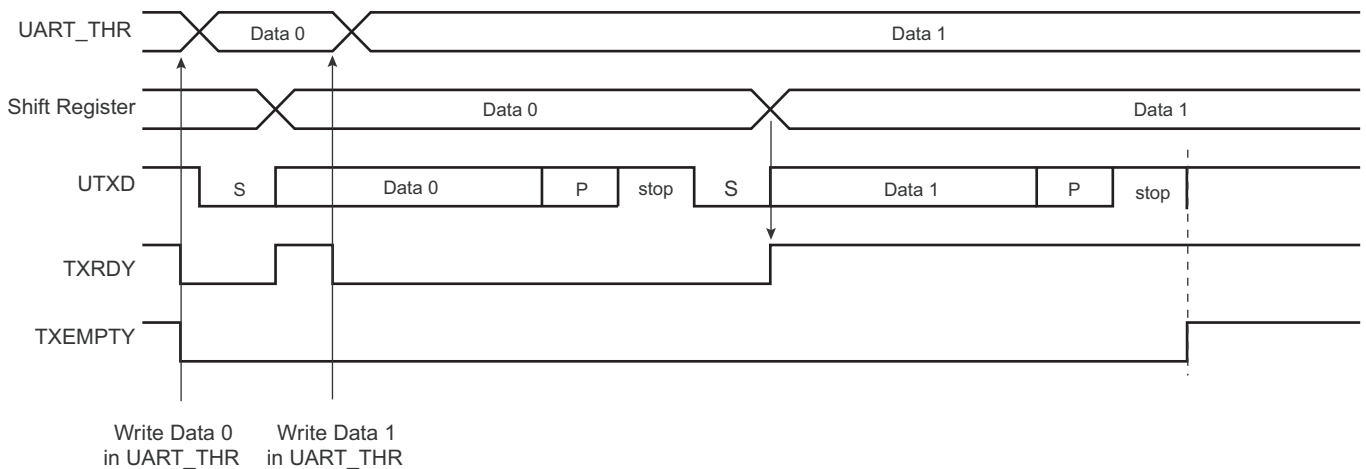 UART_THR
Data 0
Data 1
Shift Register
Data 0
Data 1
UTXD
S
Data 0
P
stop
S
Data 1
P
stop
TXRDY
TXEMPTY
Write Data 0
in UART_THR
Write Data 1
in UART_THR